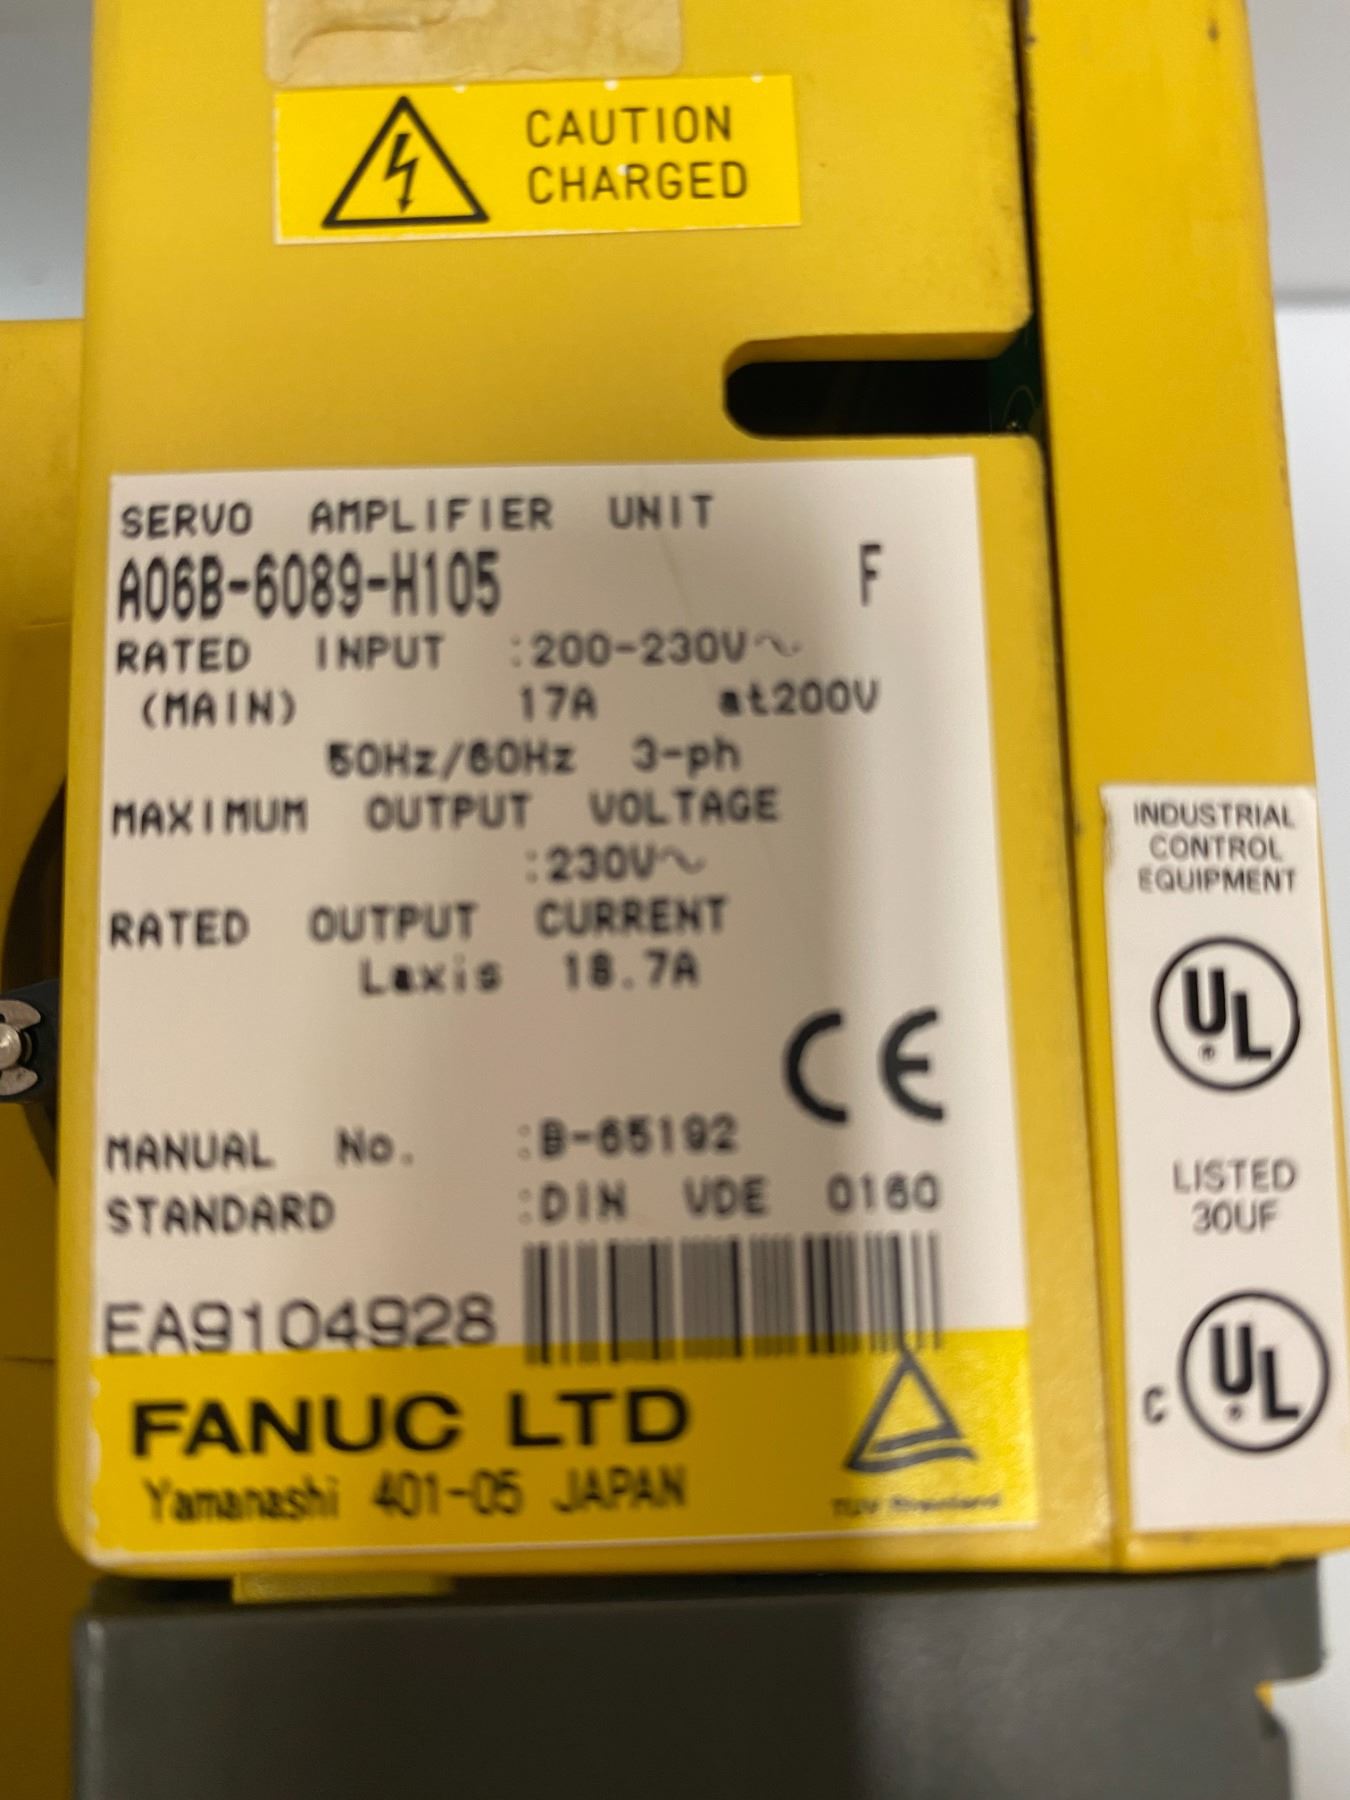 CAUTION
CHARGED
SERVO AMPLIFIER UNIT
A06B-6089-H105 F
RATED INPUT :200-230V~
(MAIN) 17A at200V
50Hz/60Hz 3-ph
MAXIMUM OUTPUT VOLTAGE
:230V~
RATED OUTPUT CURRENT
Laxis 18.7A
CE
MANUAL No. :B-65192
STANDARD :DIN VDE 0160
EA9104928
FANUC LTD
Yamanashi 401-05 JAPAN
TÜV Rheinland
INDUSTRIAL
CONTROL
EQUIPMENT
UL
®
LISTED
30UF
C UL
®